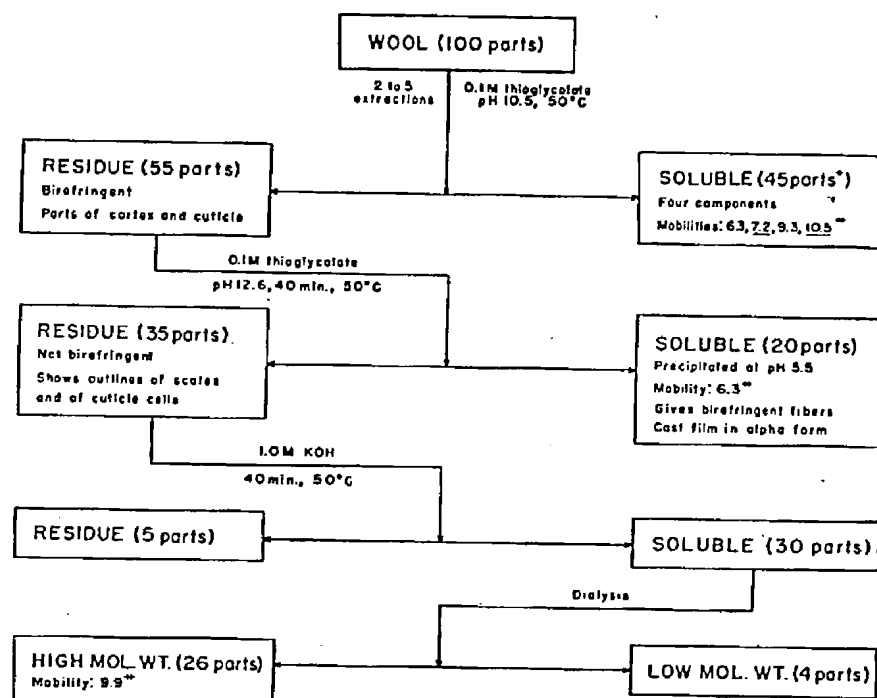 WOOL (100 parts)
2 to 5
extractions
0.1M thioglycolate
pH 10.5, 50°C
RESIDUE (55 parts)
Birefringent
Parts of cortex and cuticle
SOLUBLE (45 parts*)
Four components
Mobilities: 6.3, 7.2, 9.3, 10.5**
0.1M thioglycolate
pH 12.6, 40 min., 50°C
RESIDUE (35 parts)
Not birefringent
Shows outlines of scales
and of cuticle cells
SOLUBLE (20 parts)
Precipitated at pH 5.5
Mobility: 6.3**
Gives birefringent fibers
Cast film in alpha form
1.0M KOH
40 min., 50°C
RESIDUE (5 parts)
SOLUBLE (30 parts)
Dialysis
HIGH MOL. WT. (26 parts)
Mobility: 9.9**
LOW MOL. WT. (4 parts)